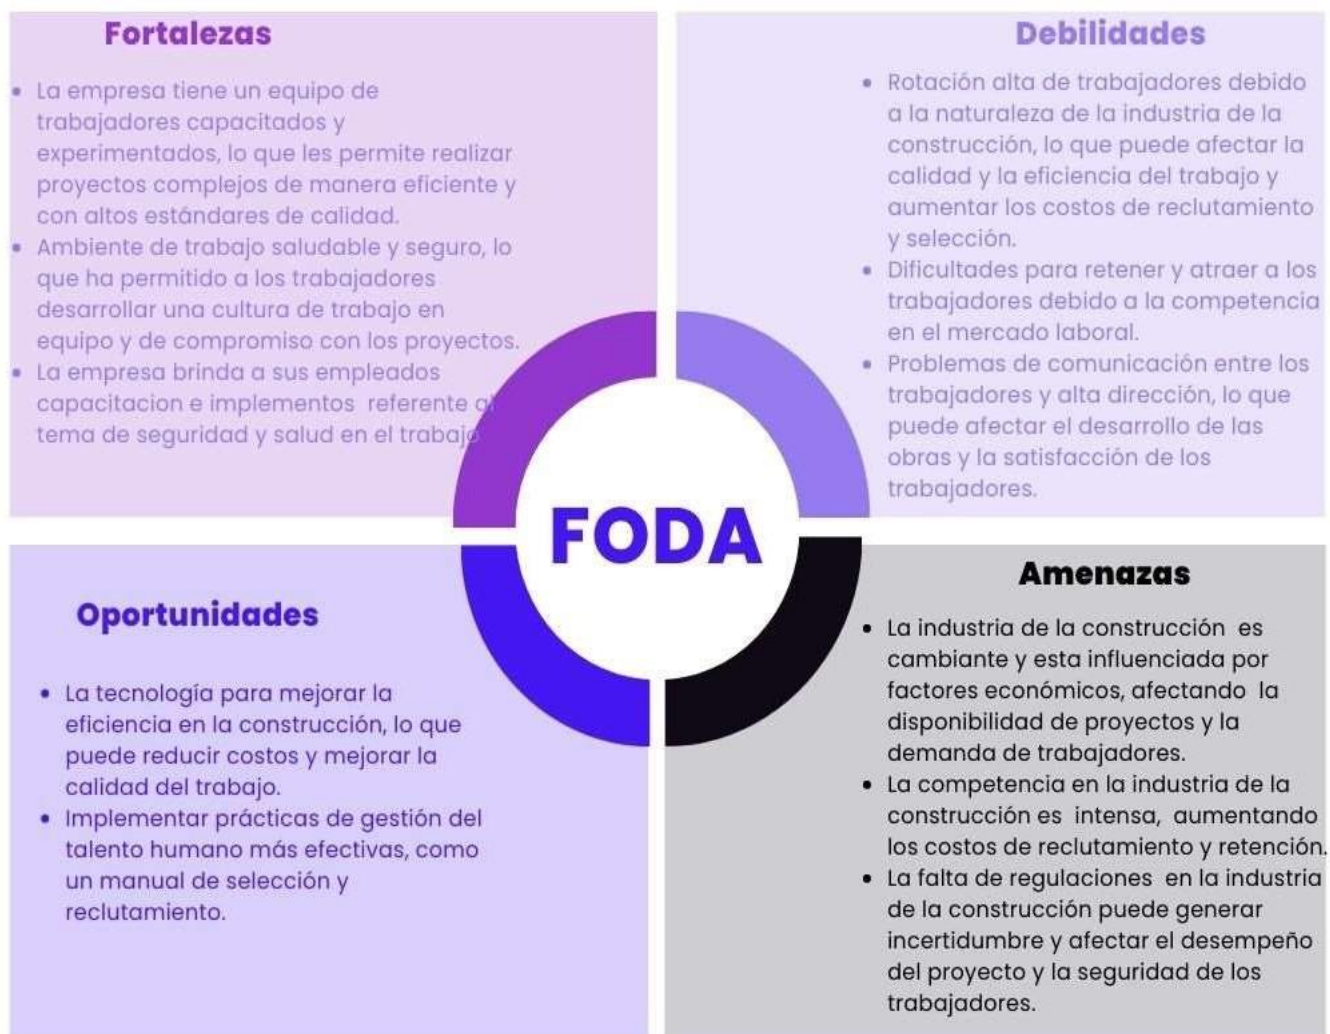 Fortalezas
• La empresa tiene un equipo de
trabajadores capacitados y
experimentados, lo que les permite realizar
proyectos complejos de manera eficiente y
con altos estándares de calidad.
• Ambiente de trabajo saludable y seguro, lo
que ha permitido a los trabajadores
desarrollar una cultura de trabajo en
equipo y de compromiso con los proyectos.
• La empresa brinda a sus empleados
capacitacion e implementos referente al
tema de seguridad y salud en el trabajo
Debilidades
• Rotación alta de trabajadores debido
a la naturaleza de la industria de la
construcción, lo que puede afectar la
calidad y la eficiencia del trabajo y
aumentar los costos de reclutamiento
y selección.
• Dificultades para retener y atraer a los
trabajadores debido a la competencia
en el mercado laboral.
• Problemas de comunicación entre los
trabajadores y alta dirección, lo que
puede afectar el desarrollo de las
obras y la satisfacción de los
trabajadores.
FODA
Oportunidades
• La tecnología para mejorar la
eficiencia en la construcción, lo que
puede reducir costos y mejorar la
calidad del trabajo.
• Implementar prácticas de gestión del
talento humano más efectivas, como
un manual de selección y
reclutamiento.
Amenazas
• La industria de la construcción es
cambiante y esta influenciada por
factores económicos, afectando la
disponibilidad de proyectos y la
demanda de trabajadores.
• La competencia en la industria de la
construcción es intensa, aumentando
los costos de reclutamiento y retención.
• La falta de regulaciones en la industria
de la construcción puede generar
incertidumbre y afectar el desempeño
del proyecto y la seguridad de los
trabajadores.